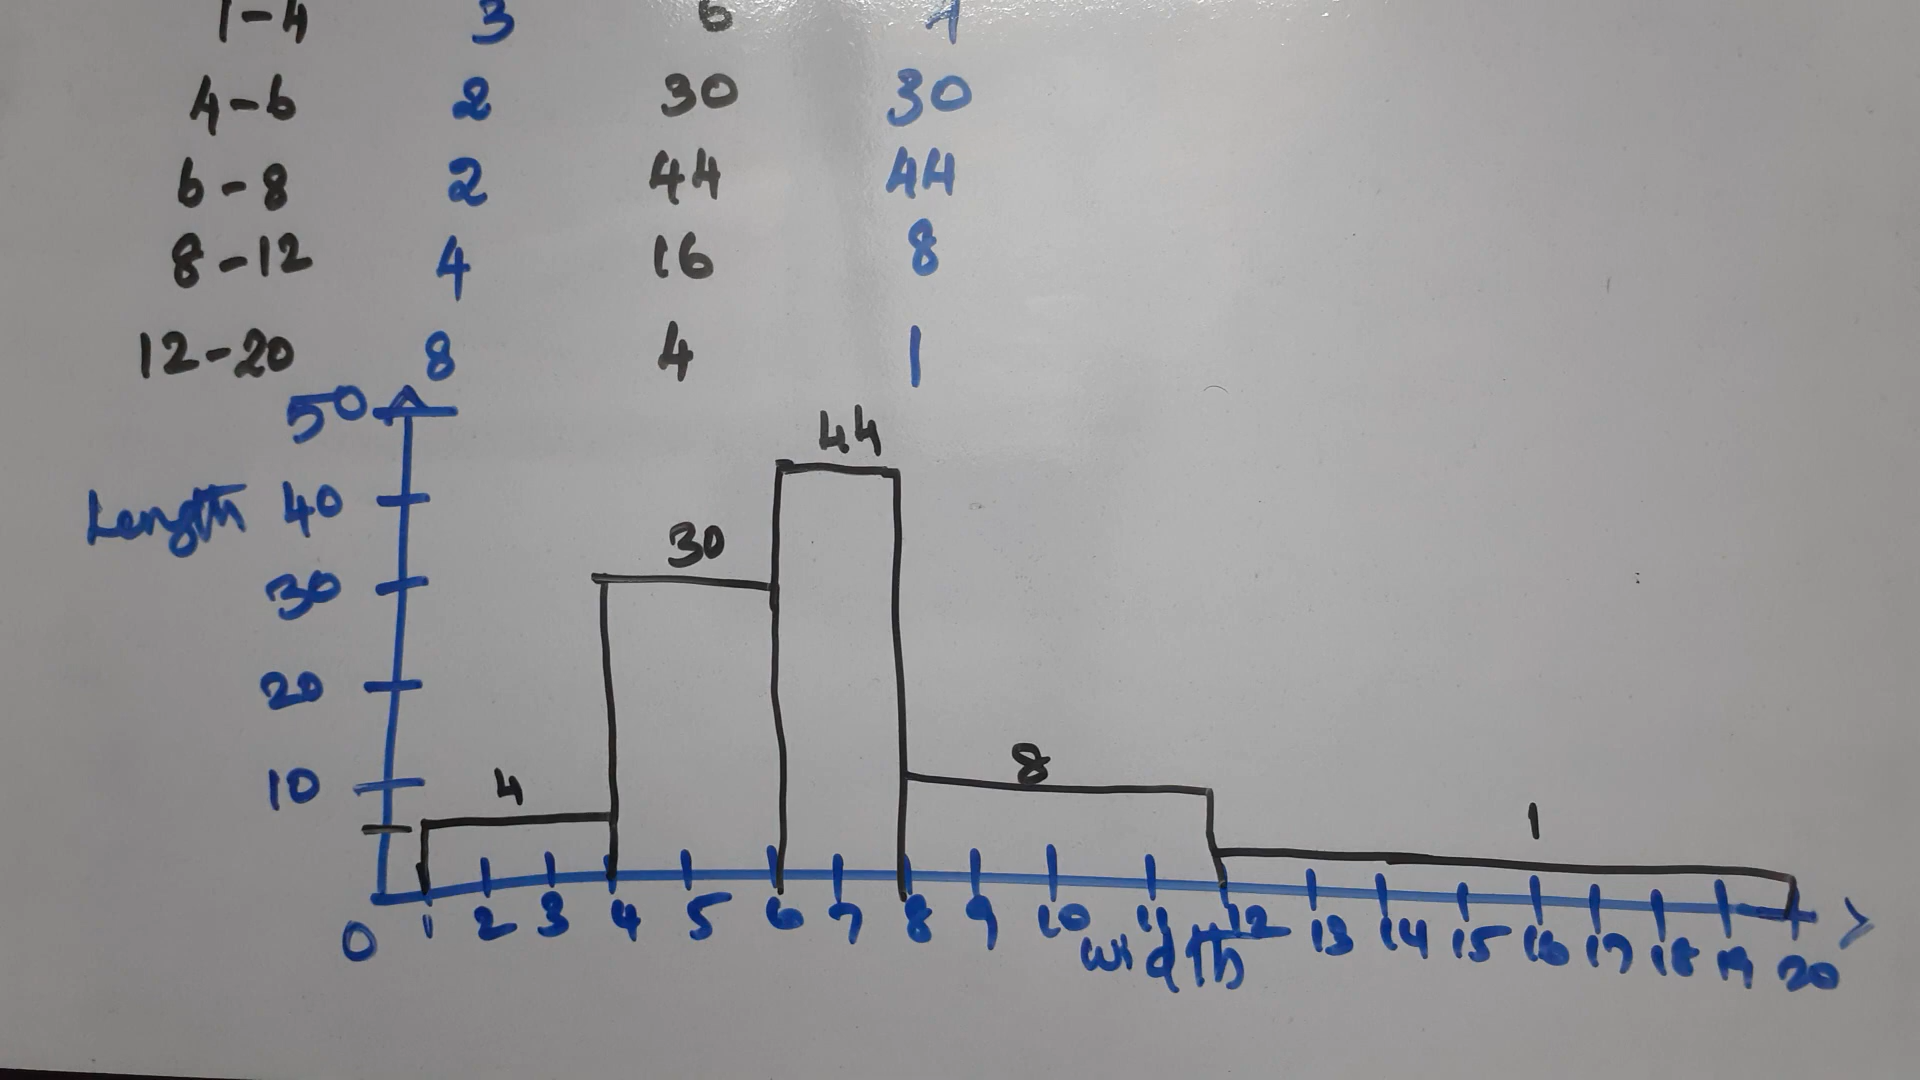 1-4 3 6 4
4-6 2 30 30
6-8 2 44 44
8-12 4 16 8
12-20 8 4 1
50
44
Length 40
30
30
20
8
10 4
1
0 1 2 3 4 5 6 7 8 9 10 11 12 13 14 15 16 17 18 19 20
width